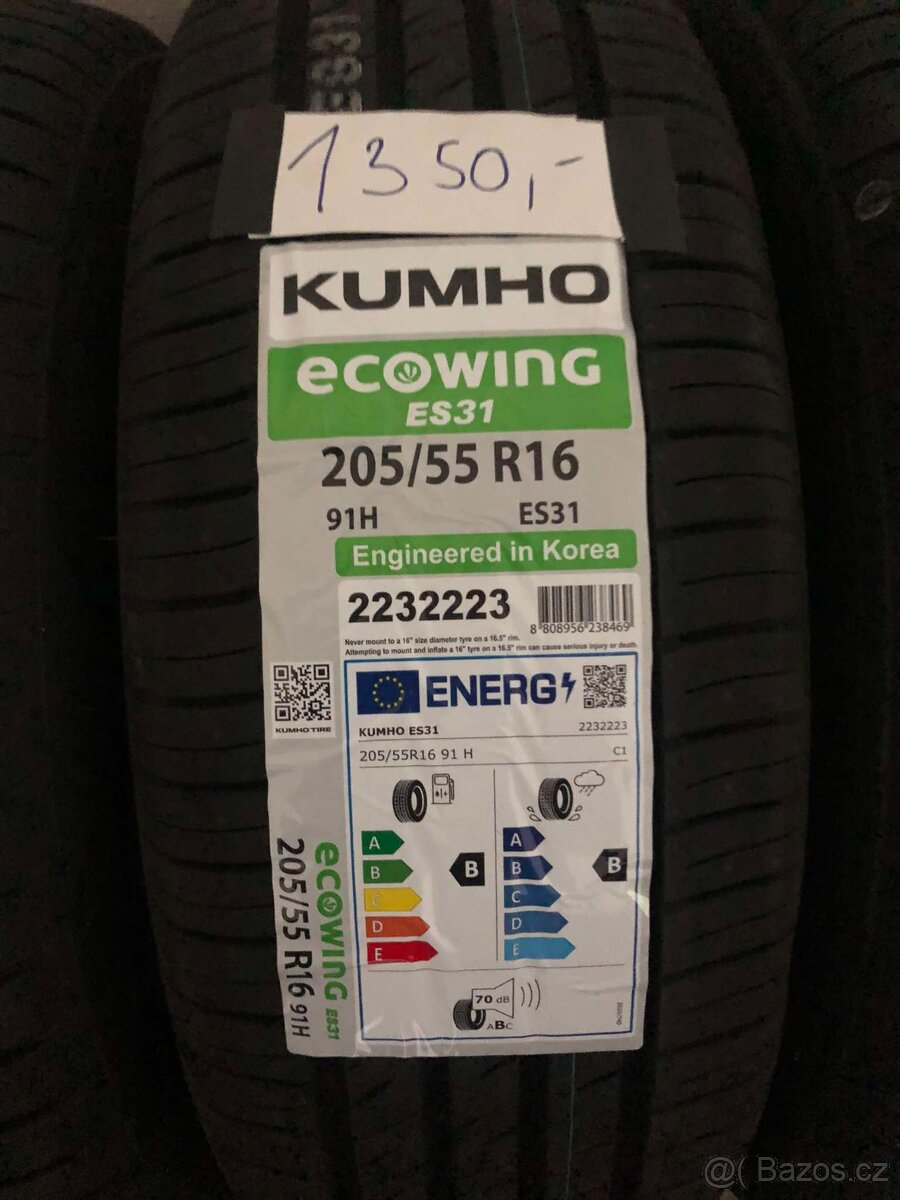 ES31
1350,-
KUMHO
ecowing
ES31
205/55 R16
91H ES31
Engineered in Korea
2232223
8 808956 238469
Never mount to a 16" size diameter tyre on a 16.5" rim.
Attempting to mount and inflate a 16" tyre on a 16.5" rim can cause serious injury or death.
KUMHO TIRE
ENERG
KUMHO ES31 2232223
205/55R16 91 H C1
A
B
C
D
E
B
A
B
C
D
E
B
70 dB
ABC
2020/740
ecowing ES31
205/55 R16 91H
@( Bazos.cz